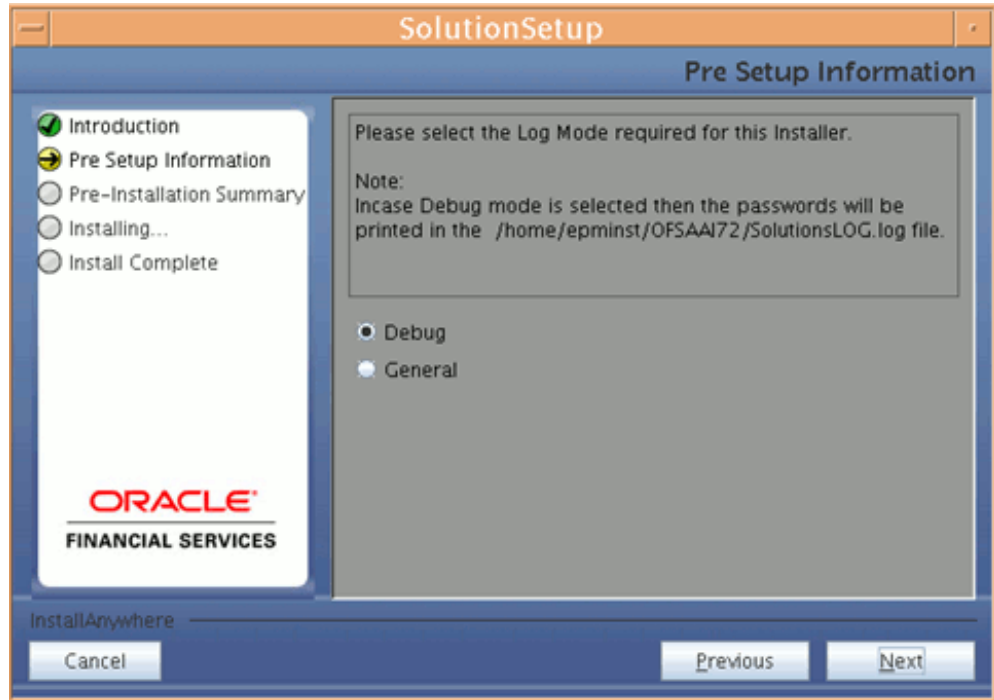 SolutionSetup
Pre Setup Information
Introduction
Pre Setup Information
Pre-Installation Summary
Installing...
Install Complete
Please select the Log Mode required for this Installer.
Note:
Incase Debug mode is selected then the passwords will be
printed in the /home/epminst/OFSAAI72/SolutionsLOG.log file.
Debug
General
ORACLE
FINANCIAL SERVICES
InstallAnywhere
Cancel
Previous
Next